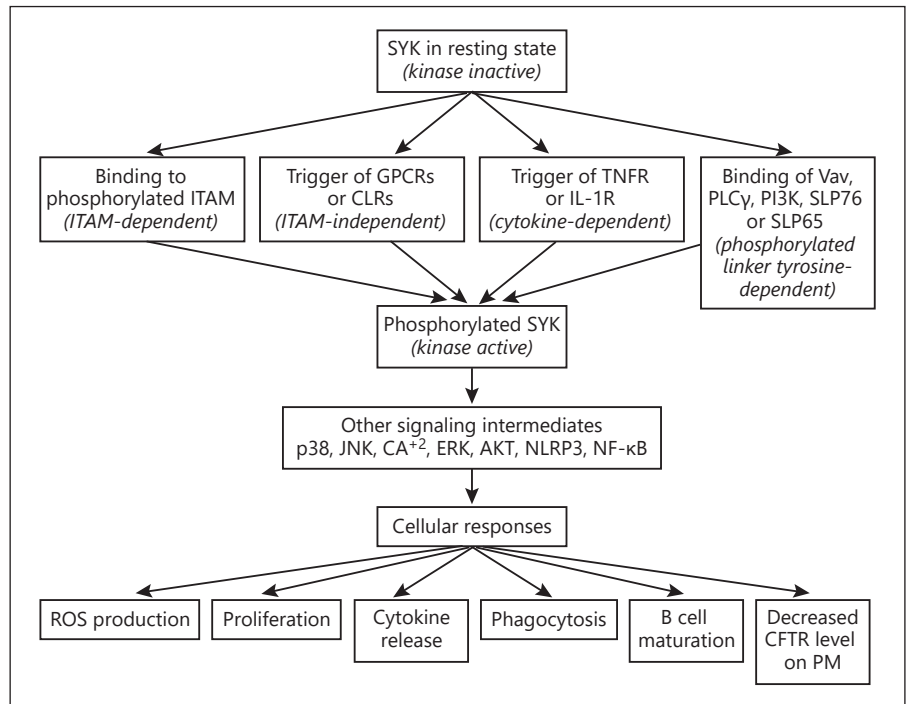 SYK in resting state
(kinase inactive)
Binding to
phosphorylated ITAM
(ITAM-dependent)
Trigger of GPCRs
or CLRs
(ITAM-independent)
Trigger of TNFR
or IL-1R
(cytokine-dependent)
Binding of Vav,
PLCγ, PI3K, SLP76
or SLP65
(phosphorylated
linker tyrosine-
dependent)
Phosphorylated SYK
(kinase active)
Other signaling intermediates
p38, JNK, CA⁺², ERK, AKT, NLRP3, NF-κB
Cellular responses
ROS production
Proliferation
Cytokine
release
Phagocytosis
B cell
maturation
Decreased
CFTR level
on PM